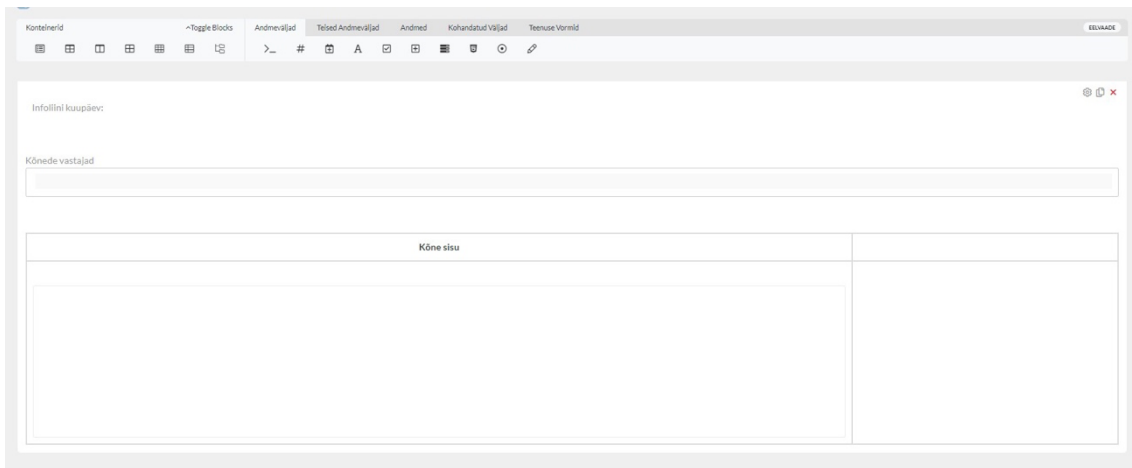 Konteinerid ^Toggle Blocks Andmeväljad Teised Andmeväljad Andmed Kohandatud Väljad Teenuse Vormid EELVAADE
Infoliini kuupäev:
Kõnede vastajad
Kõne sisu